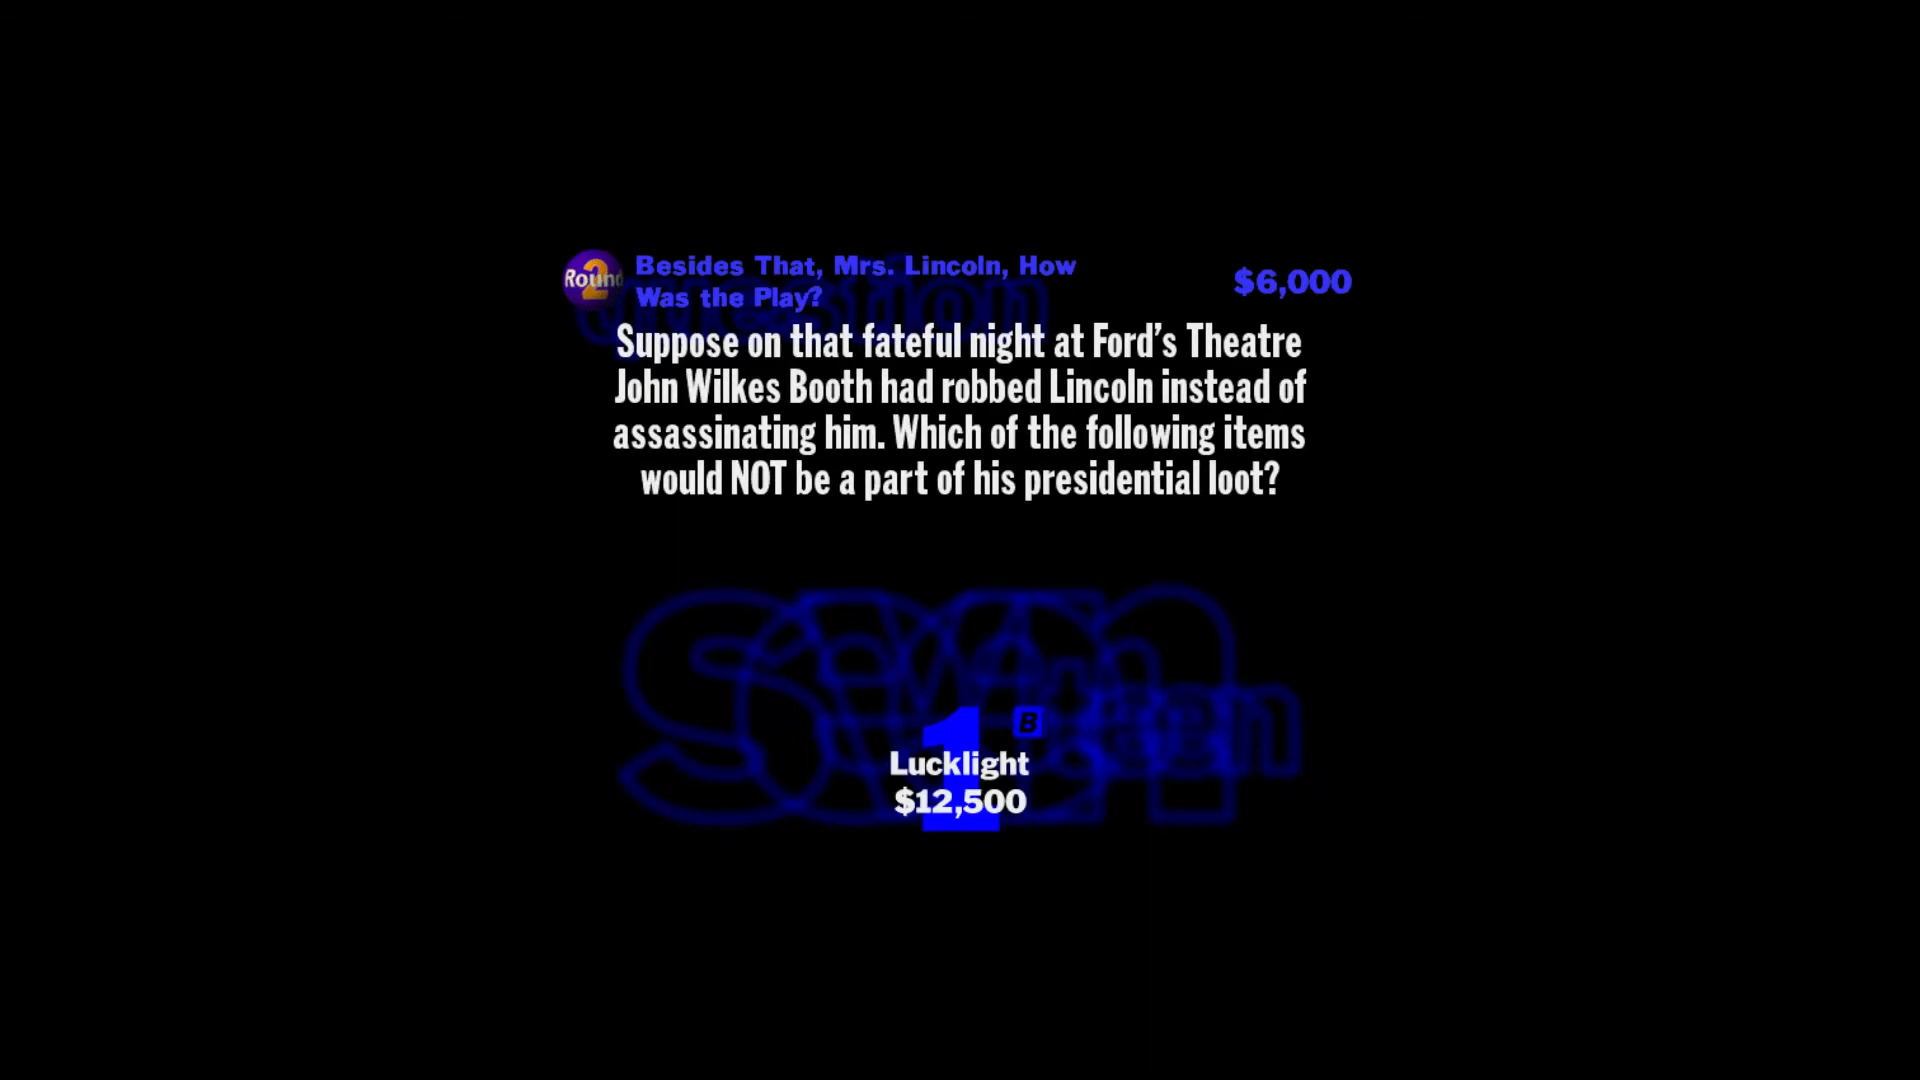 Round 2
Besides That, Mrs. Lincoln, How
Was the Play?
$6,000
question
Suppose on that fateful night at Ford's Theatre
John Wilkes Booth had robbed Lincoln instead of
assassinating him. Which of the following items
would NOT be a part of his presidential loot?
Seventeen
1
B
Lucklight
$12,500